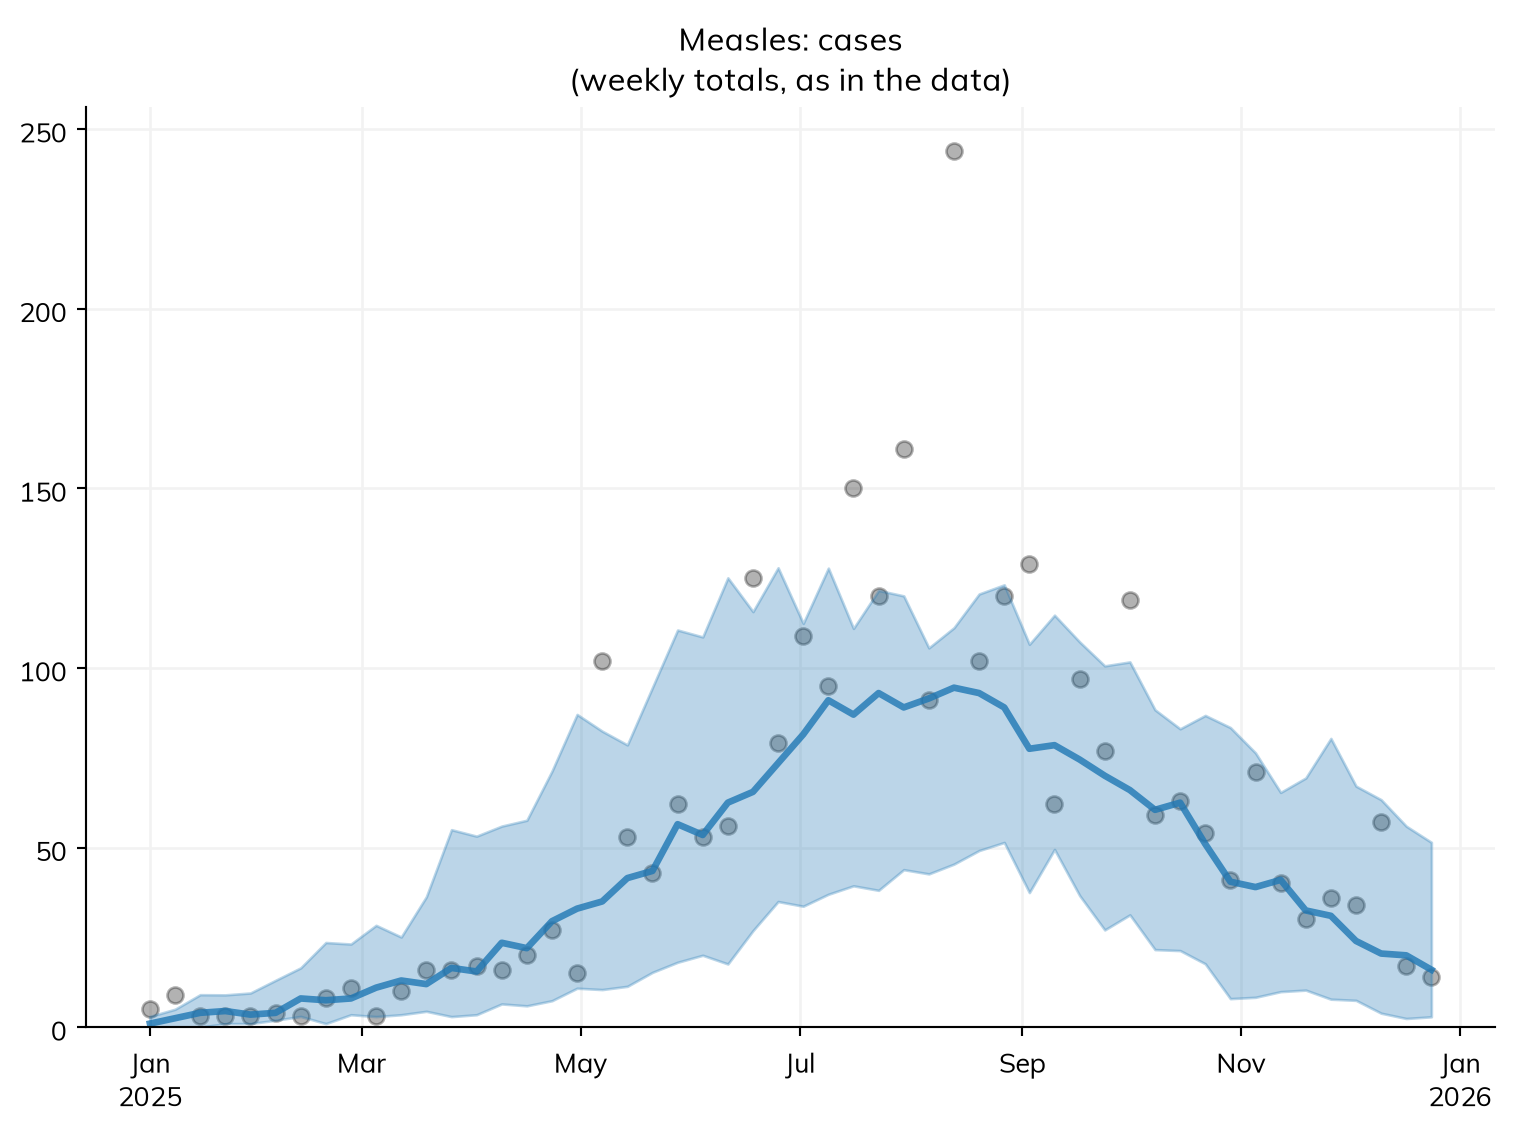 Measles: cases
(weekly totals, as in the data)
250
200
150
100
50
0
Jan
2025
Mar
May
Jul
Sep
Nov
Jan
2026